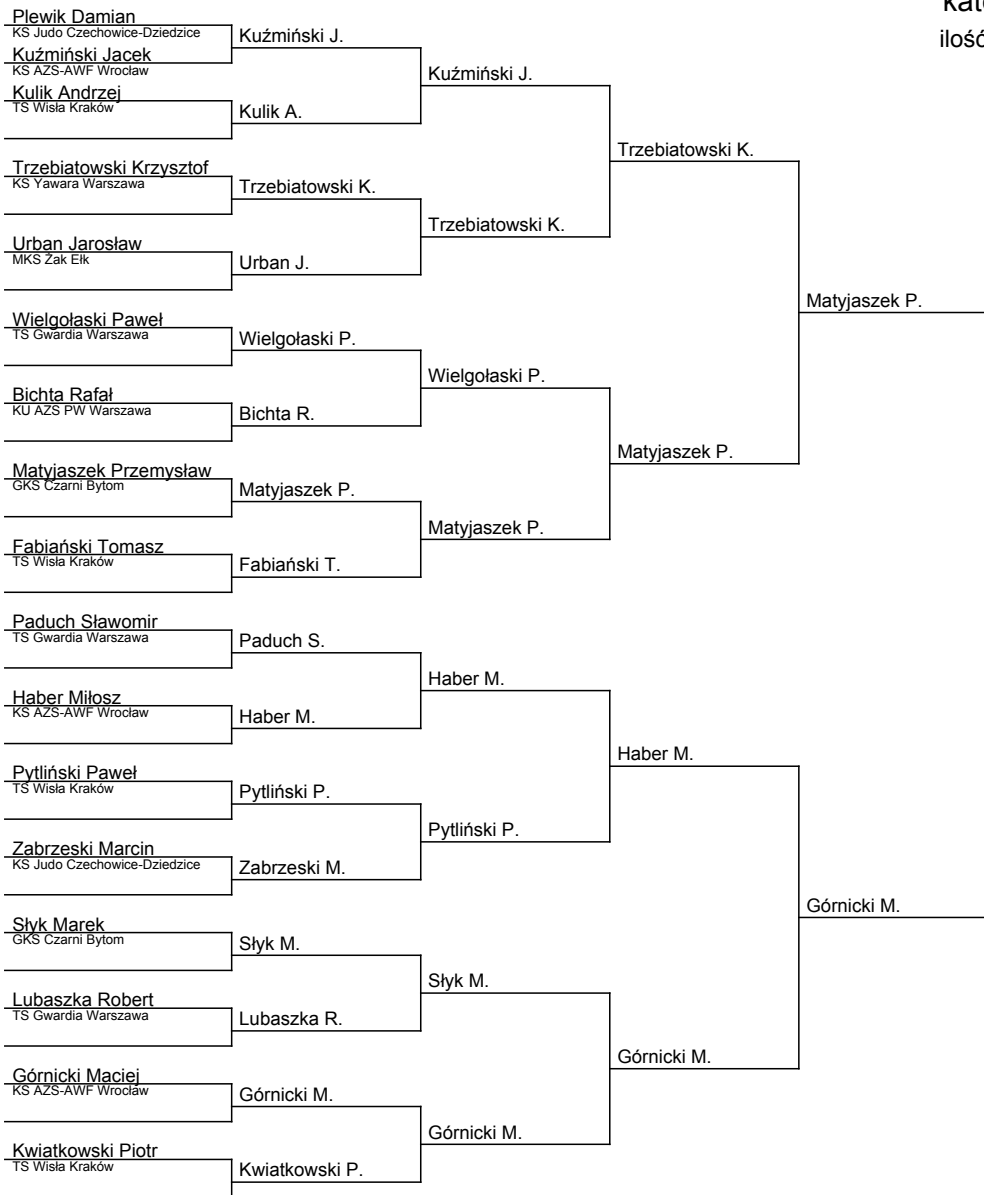 kat
ilość
Plewik Damian
KS Judo Czechowice-Dziedzice
Kuźmiński Jacek
KS AZS-AWF Wrocław
Kulik Andrzej
TS Wisła Kraków
Trzebiatowski Krzysztof
KS Yawara Warszawa
Urban Jarosław
MKS Żak Ełk
Wielgołaski Paweł
TS Gwardia Warszawa
Bichta Rafał
KU AZS PW Warszawa
Matyjaszek Przemysław
GKS Czarni Bytom
Fabiański Tomasz
TS Wisła Kraków
Paduch Sławomir
TS Gwardia Warszawa
Haber Miłosz
KS AZS-AWF Wrocław
Pytliński Paweł
TS Wisła Kraków
Zabrzeski Marcin
KS Judo Czechowice-Dziedzice
Słyk Marek
GKS Czarni Bytom
Lubaszka Robert
TS Gwardia Warszawa
Górnicki Maciej
KS AZS-AWF Wrocław
Kwiatkowski Piotr
TS Wisła Kraków
Kuźmiński J.
Kulik A.
Trzebiatowski K.
Urban J.
Wielgołaski P.
Bichta R.
Matyjaszek P.
Fabiański T.
Paduch S.
Haber M.
Pytliński P.
Zabrzeski M.
Słyk M.
Lubaszka R.
Górnicki M.
Kwiatkowski P.
Kuźmiński J.
Trzebiatowski K.
Wielgołaski P.
Matyjaszek P.
Haber M.
Pytliński P.
Słyk M.
Górnicki M.
Trzebiatowski K.
Matyjaszek P.
Haber M.
Górnicki M.
Matyjaszek P.
Górnicki M.